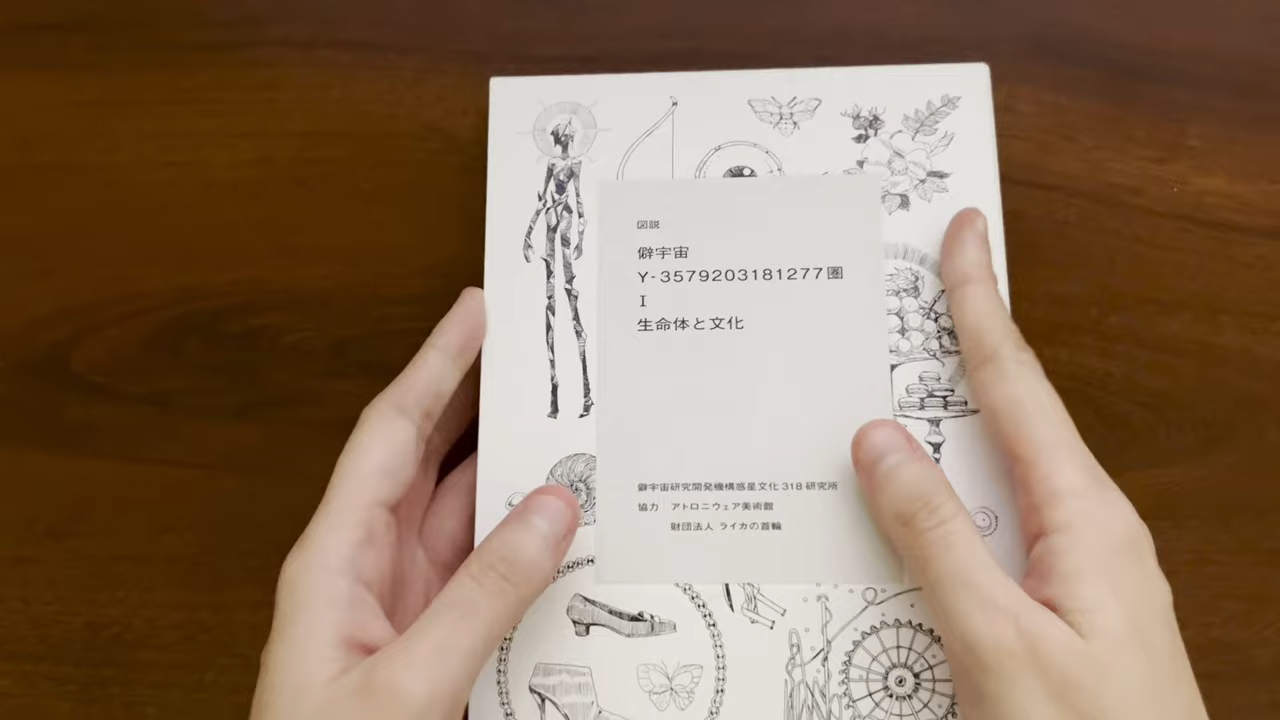 図説
僻宇宙
Y-3579203181277圏
I
生命体と文化
僻宇宙研究開発機構惑星文化318研究所
協力 アトロニウェア美術館
財団法人 ライカの首輪